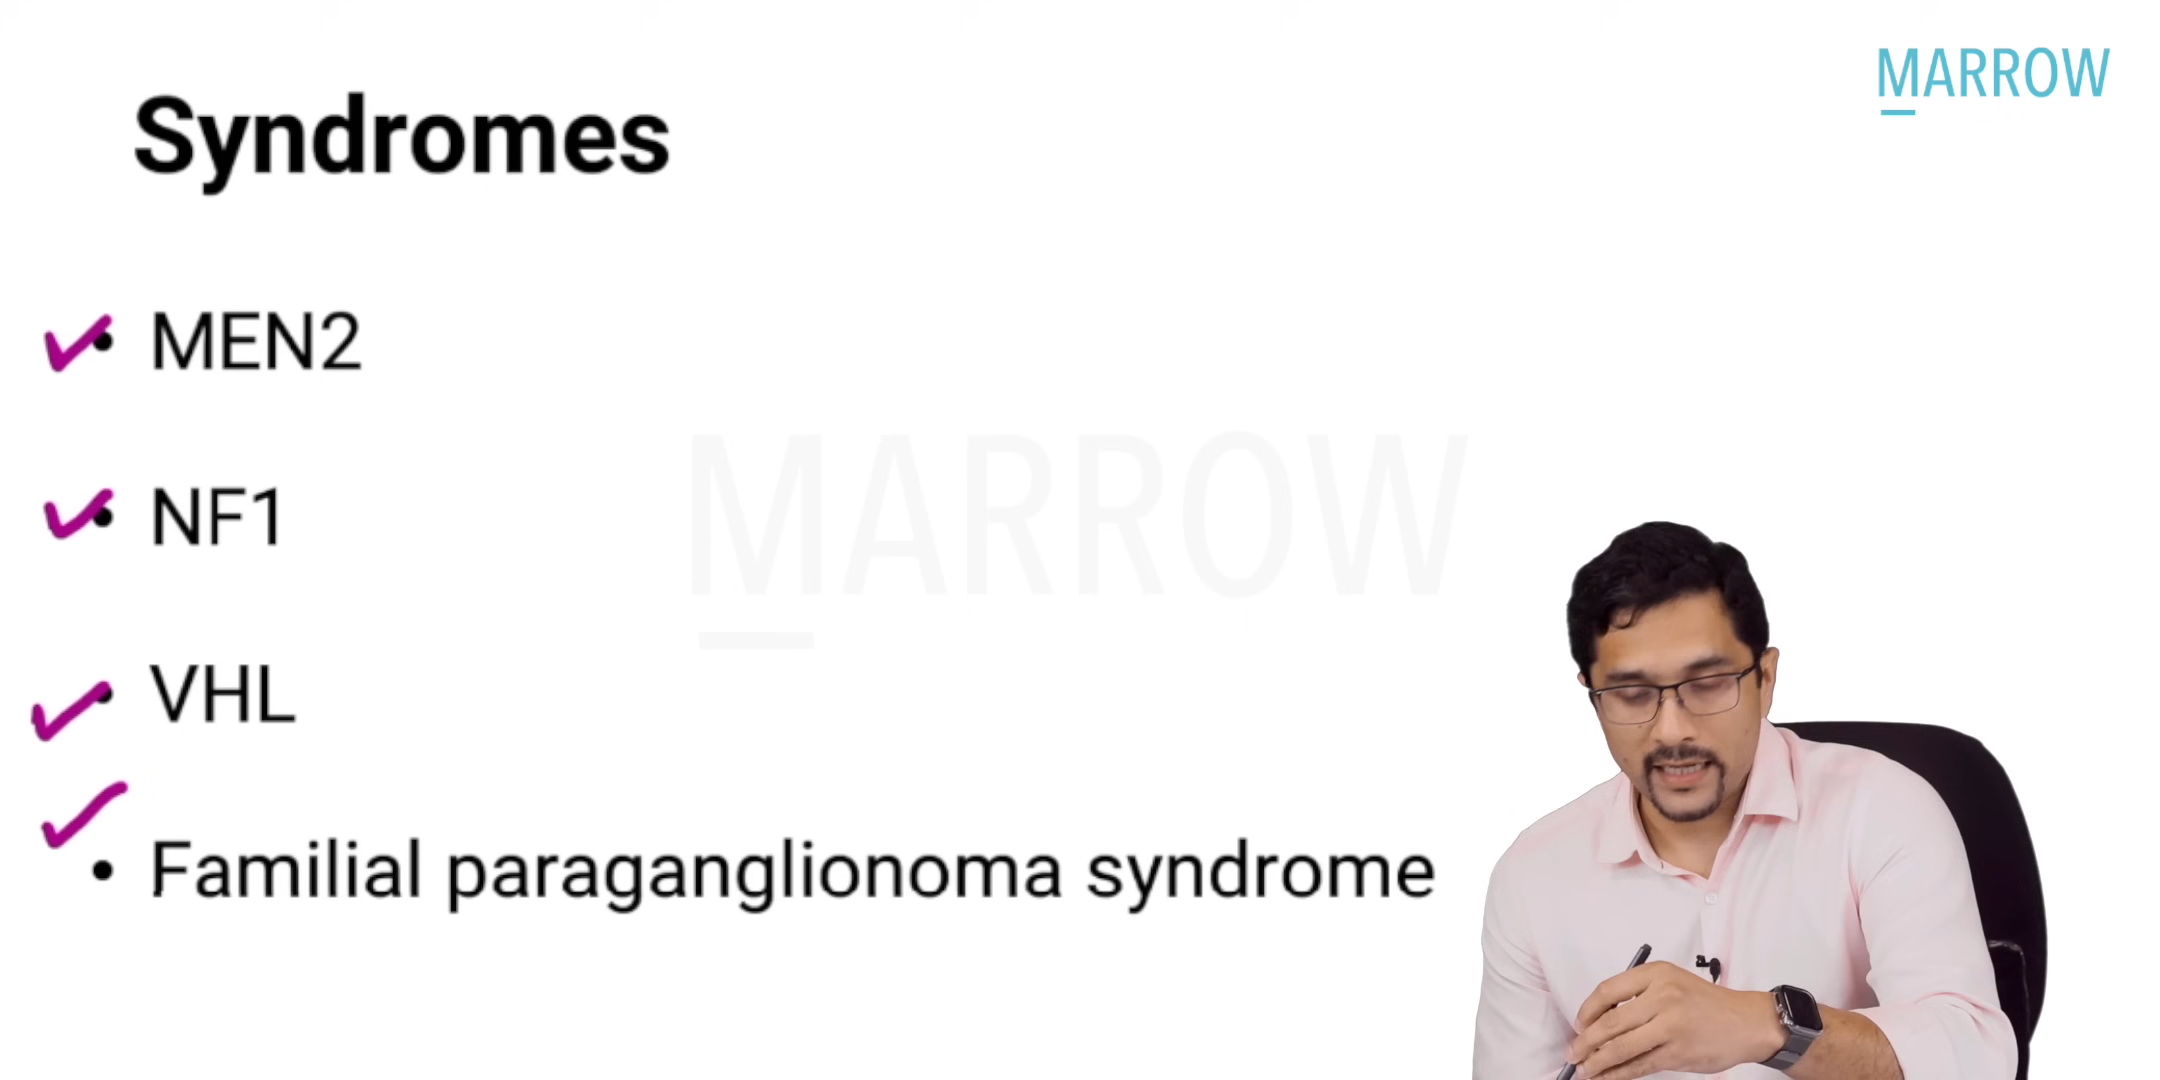 MARROW
Syndromes
MEN2
NF1
MARROW
VHL
Familial paraganglionoma syndrome